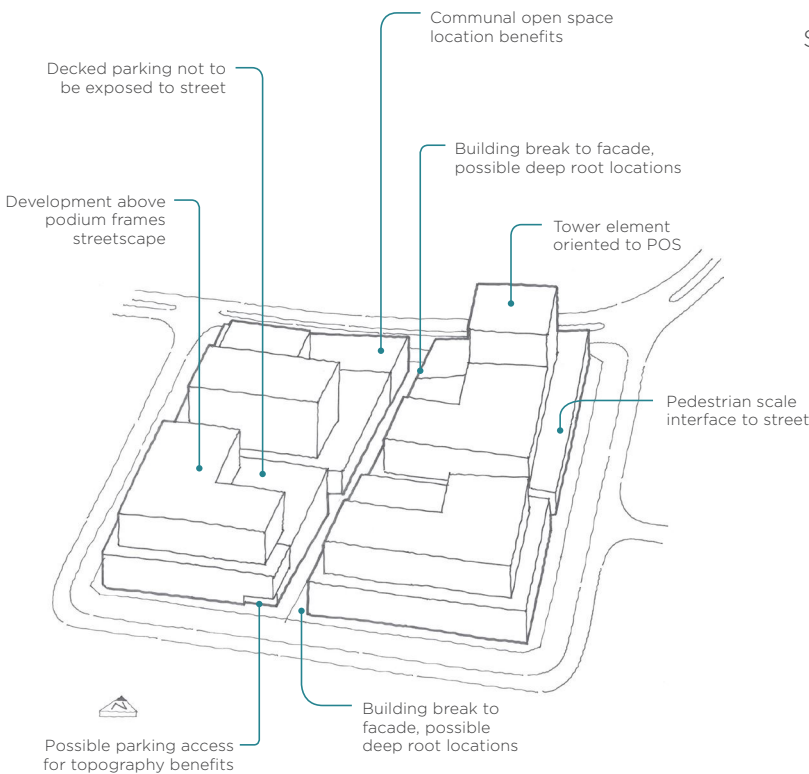 Communal open space
location benefits
S
Decked parking not to
be exposed to street
Building break to facade,
possible deep root locations
Development above
podium frames
streetscape
Tower element
oriented to POS
Pedestrian scale
interface to street
N
Building break to
facade, possible
deep root locations
Possible parking access
for topography benefits